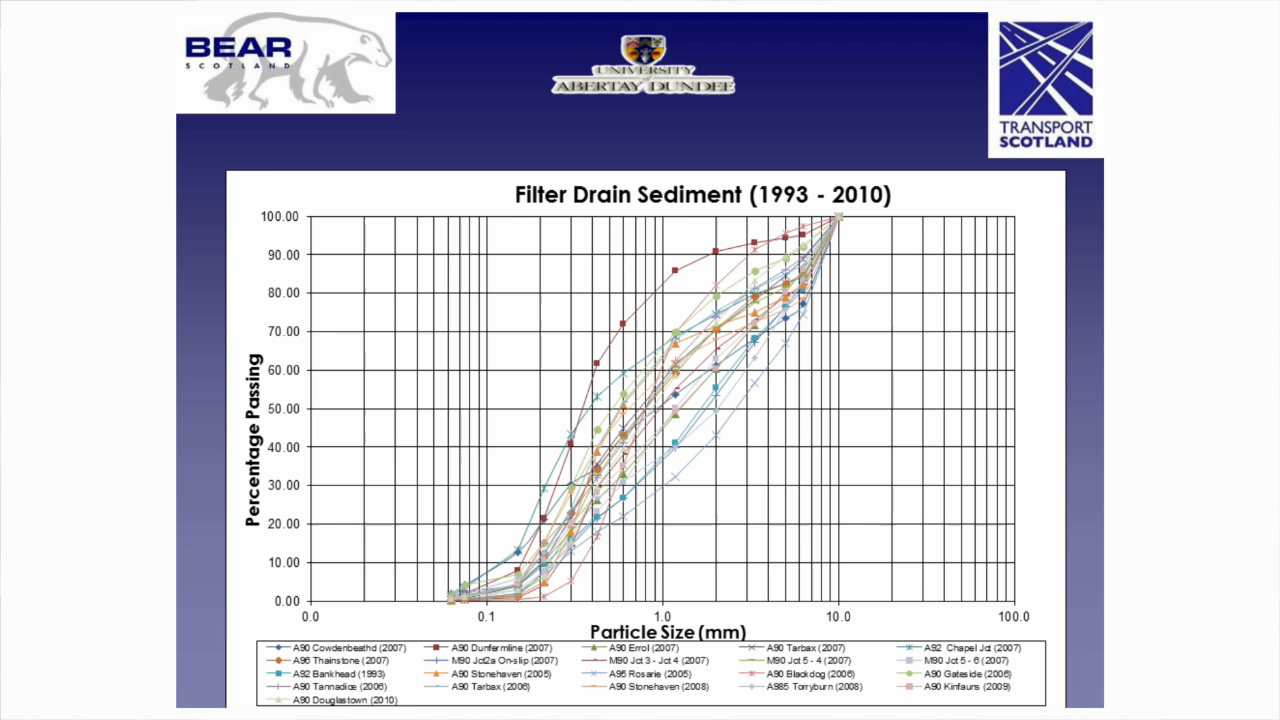 BEAR
SCOTLAND
UNIVERSITY
of
ABERTAY DUNDEE
TRANSPORT
SCOTLAND
Filter Drain Sediment (1993 - 2010)
100.00
90.00
80.00
70.00
60.00
50.00
40.00
30.00
20.00
10.00
0.00
Percentage Passing
0.0 0.1 1.0 10.0 100.0
Particle Size (mm)
A90 Cowdenbeathd (2007) A90 Dunfermline (2007) A90 Errol (2007) A90 Tarbax (2007) A92 Chapel Jct (2007)
A96 Thainstone (2007) M90 Jct2a On-slip (2007) M90 Jct 3 - Jct 4 (2007) M90 Jct 5 - 4 (2007) M90 Jct 5 - 6 (2007)
A92 Bankhead (1993) A90 Stonehaven (2006) A95 Rosarie (2005) A90 Blackdog (2006) A90 Gateside (2006)
A90 Tannadice (2006) A90 Tarbax (2006) A90 Stonehaven (2008) A985 Torryburn (2008) A90 Kinfauns (2009)
A90 Douglastown (2010)